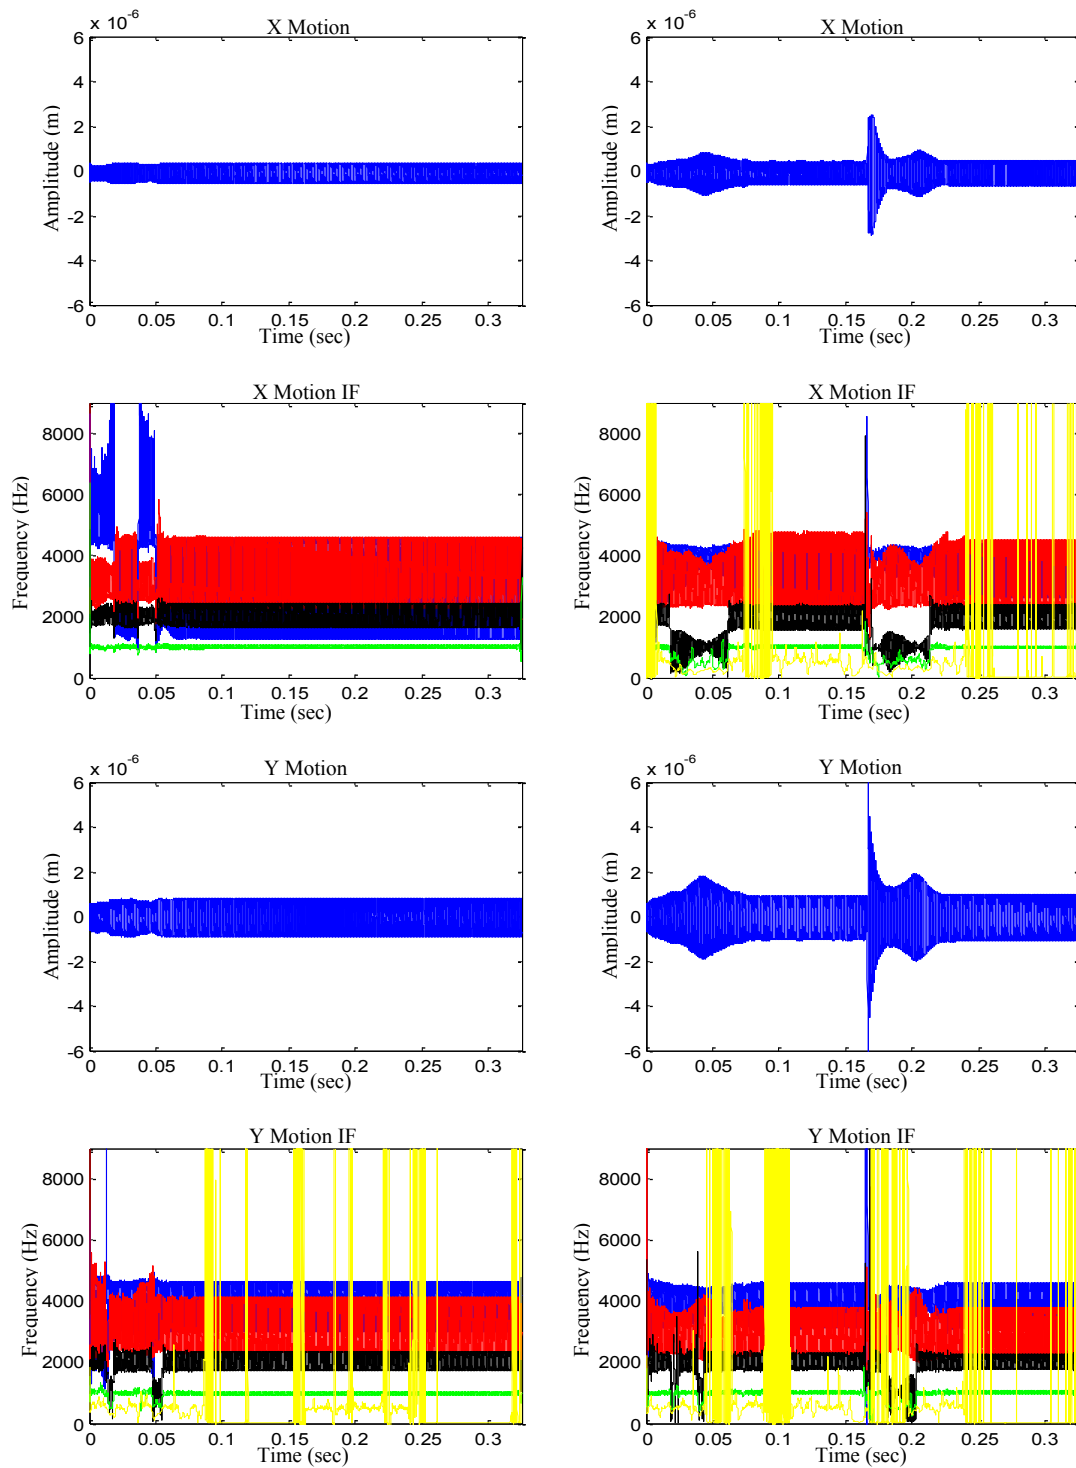 x 10-6 X Motion x 10-6 X Motion
6 6
4 4
2 2
Amplitude (m) 0 Amplitude (m) 0
-2 -2
-4 -4
-6 -6
0 0.05 0.1 0.15 0.2 0.25 0.3 0 0.05 0.1 0.15 0.2 0.25 0.3
Time (sec) Time (sec)
X Motion IF X Motion IF
8000 8000
6000 6000
Frequency (Hz) 4000 Frequency (Hz) 4000
2000 2000
0 0
0 0.05 0.1 0.15 0.2 0.25 0.3 0 0.05 0.1 0.15 0.2 0.25 0.3
Time (sec) Time (sec)
x 10-6 Y Motion x 10-6 Y Motion
6 6
4 4
2 2
Amplitude (m) 0 Amplitude (m) 0
-2 -2
-4 -4
-6 -6
0 0.05 0.1 0.15 0.2 0.25 0.3 0 0.05 0.1 0.15 0.2 0.25 0.3
Time (sec) Time (sec)
Y Motion IF Y Motion IF
8000 8000
6000 6000
Frequency (Hz) 4000 Frequency (Hz) 4000
2000 2000
0 0
0 0.05 0.1 0.15 0.2 0.25 0.3 0 0.05 0.1 0.15 0.2 0.25 0.3
Time (sec) Time (sec)